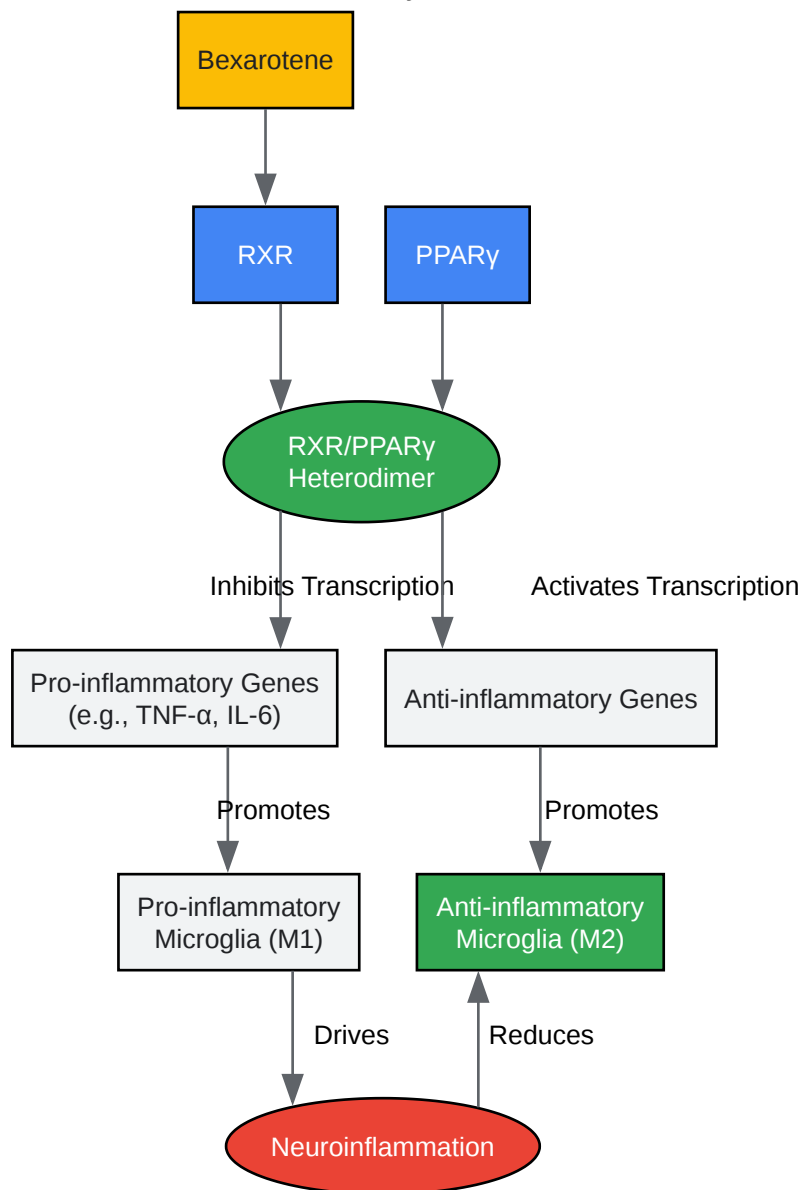 Bexarotene
RXR
PPARγ
RXR/PPARγ
Heterodimer
Inhibits Transcription
Activates Transcription
Pro-inflammatory Genes
(e.g., TNF-α, IL-6)
Anti-inflammatory Genes
Promotes
Promotes
Pro-inflammatory
Microglia (M1)
Anti-inflammatory
Microglia (M2)
Drives
Reduces
Neuroinflammation